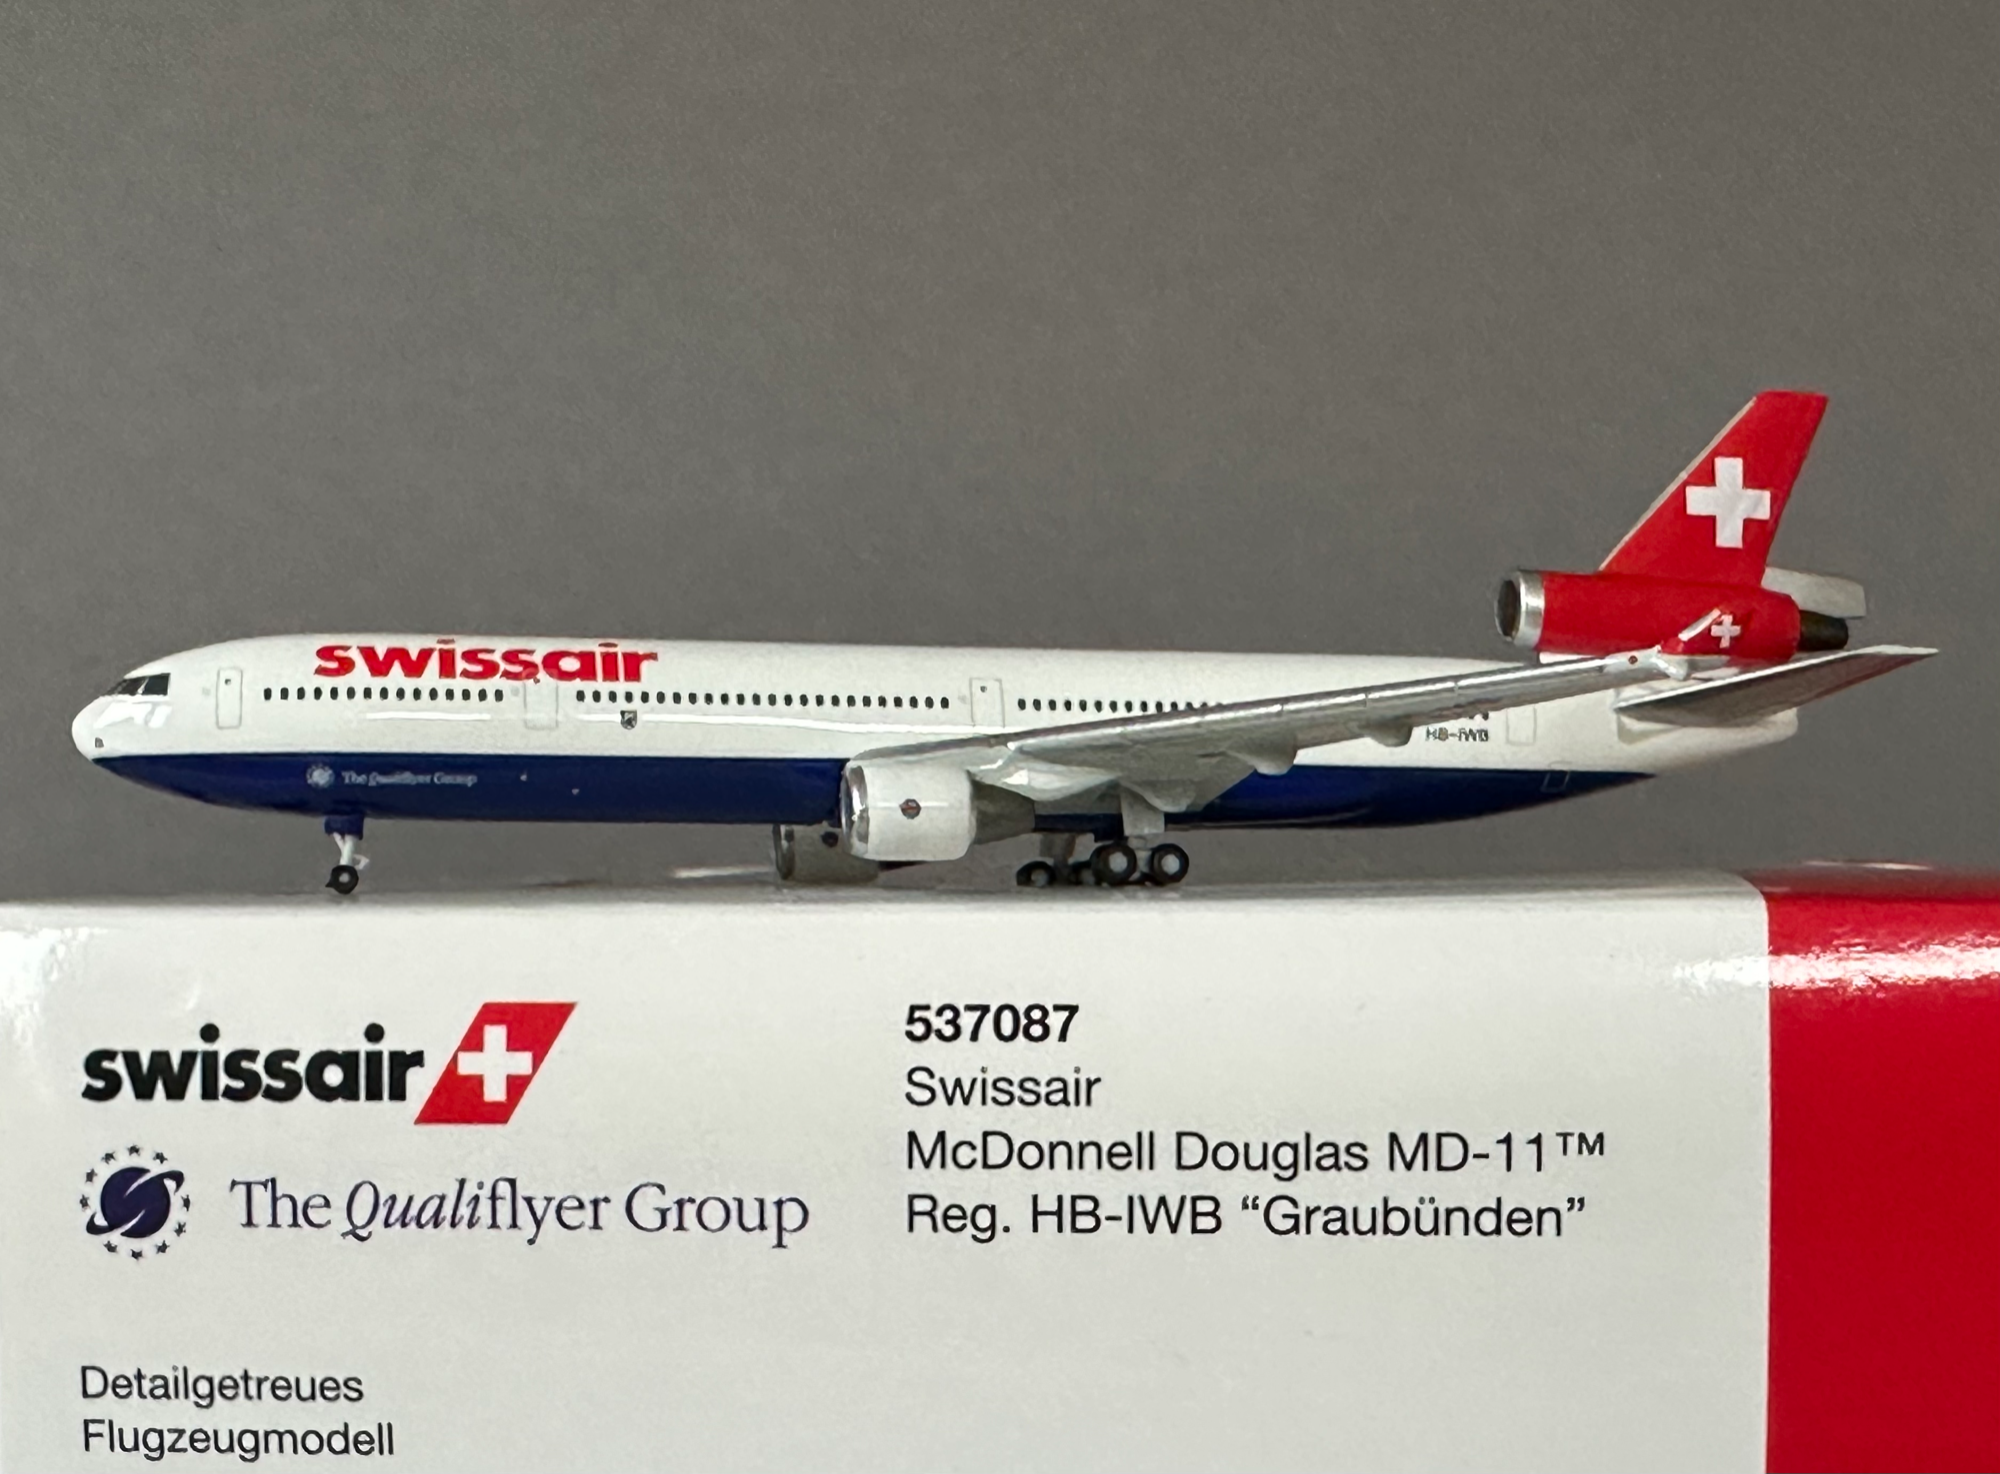 swissair
The Qualiflyer Group
HB-IWB
swissair
The Qualiflyer Group
537087
Swissair
McDonnell Douglas MD-11™
Reg. HB-IWB “Graubünden”
Detailgetreues
Flugzeugmodell